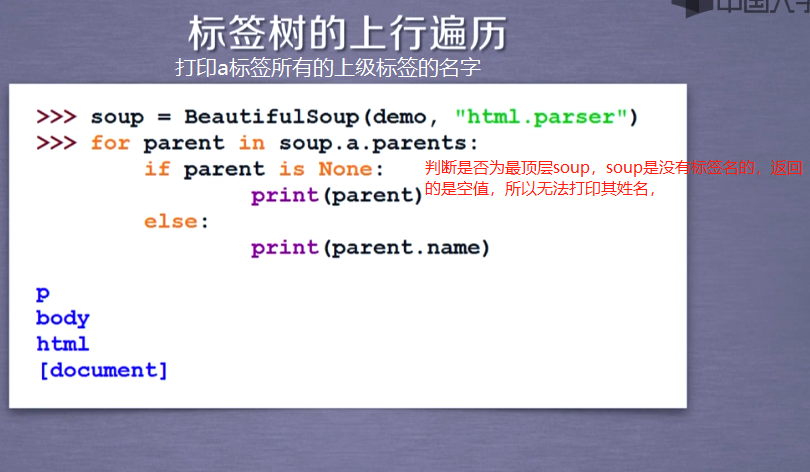 中国大学
标签树的上行遍历
打印a标签所有的上级标签的名字
>>> soup = BeautifulSoup(demo, "html.parser")
>>> for parent in soup.a.parents:
if parent is None:
判断是否为最顶层soup，soup是没有标签名的，返回
的是空值，所以无法打印其姓名，
print(parent)
else:
print(parent.name)
p
body
html
[document]